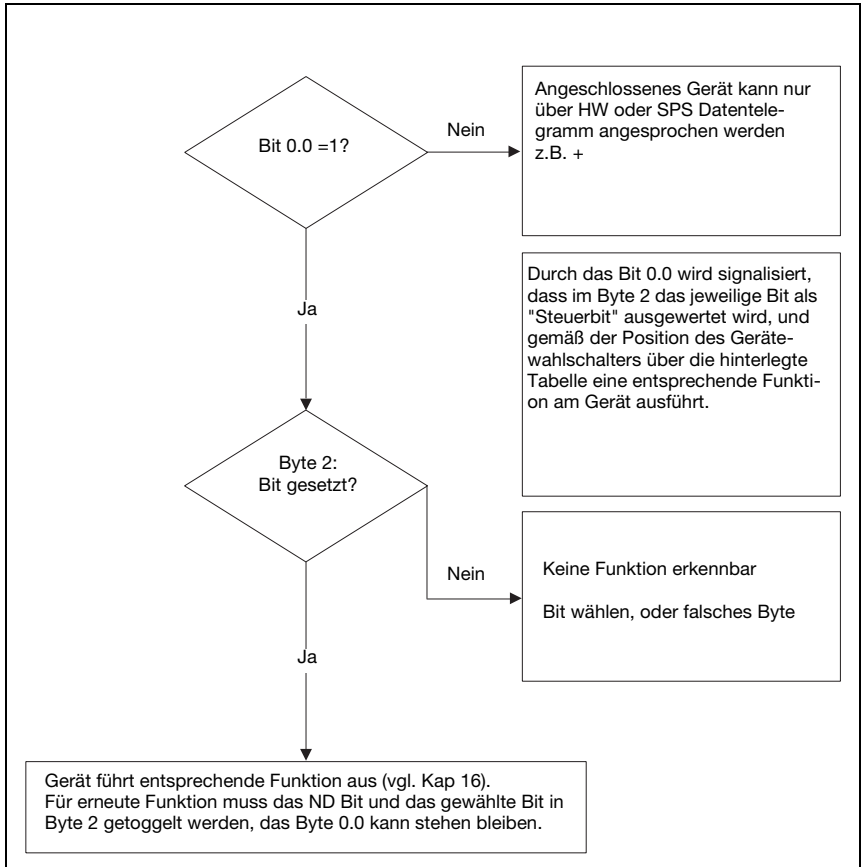 Bit 0.0 =1?
Nein
Angeschlossenes Gerät kann nur
über HW oder SPS Datentele-
gramm angesprochen werden
z.B. +
Ja
Durch das Bit 0.0 wird signalisiert,
dass im Byte 2 das jeweilige Bit als
"Steuerbit" ausgewertet wird, und
gemäß der Position des Geräte-
wahlschalters über die hinterlegte
Tabelle eine entsprechende Funkti-
on am Gerät ausführt.
Byte 2:
Bit gesetzt?
Nein
Keine Funktion erkennbar
Bit wählen, oder falsches Byte
Ja
Gerät führt entsprechende Funktion aus (vgl. Kap 16).
Für erneute Funktion muss das ND Bit und das gewählte Bit in
Byte 2 getoggelt werden, das Byte 0.0 kann stehen bleiben.